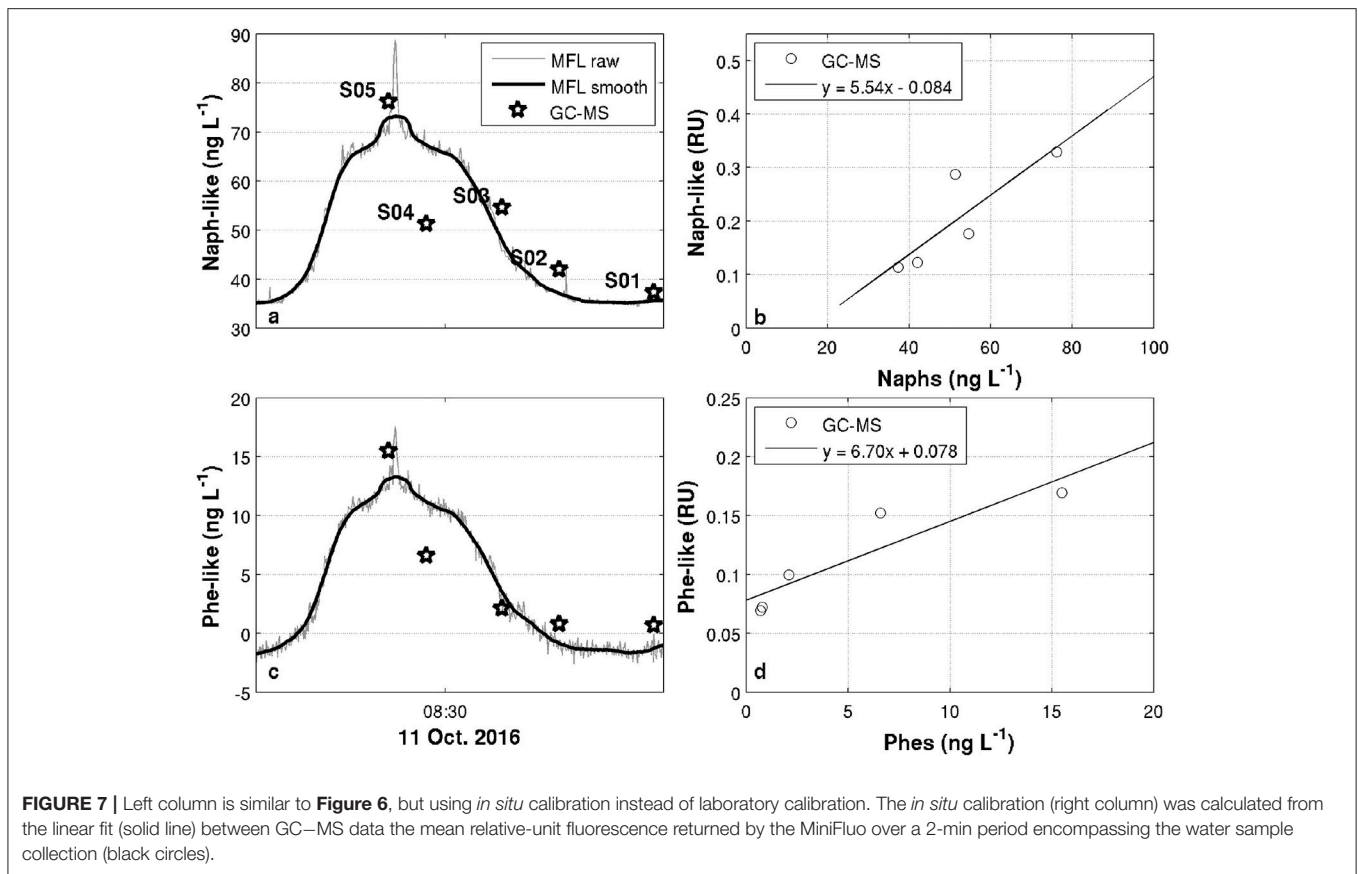 90
80
70
60
50
40
30
Naph-like (ng L-1)
MFL raw
MFL smooth
GC-MS
S05
S04
S03
S02
S01
a
0.5
0.4
0.3
0.2
0.1
0
Naph-like (RU)
GC-MS
y = 5.54x - 0.084
b
0 20 40 60 80 100
Naphs (ng L-1)
20
15
10
5
0
-5
Phe-like (ng L-1)
c
08:30
11 Oct. 2016
0.25
0.2
0.15
0.1
0.05
0
Phe-like (RU)
GC-MS
y = 6.70x + 0.078
d
0 5 10 15 20
Phes (ng L-1)
FIGURE 7 | Left column is similar to Figure 6, but using in situ calibration instead of laboratory calibration. The in situ calibration (right column) was calculated from
the linear fit (solid line) between GC–MS data the mean relative-unit fluorescence returned by the MiniFluo over a 2-min period encompassing the water sample
collection (black circles).